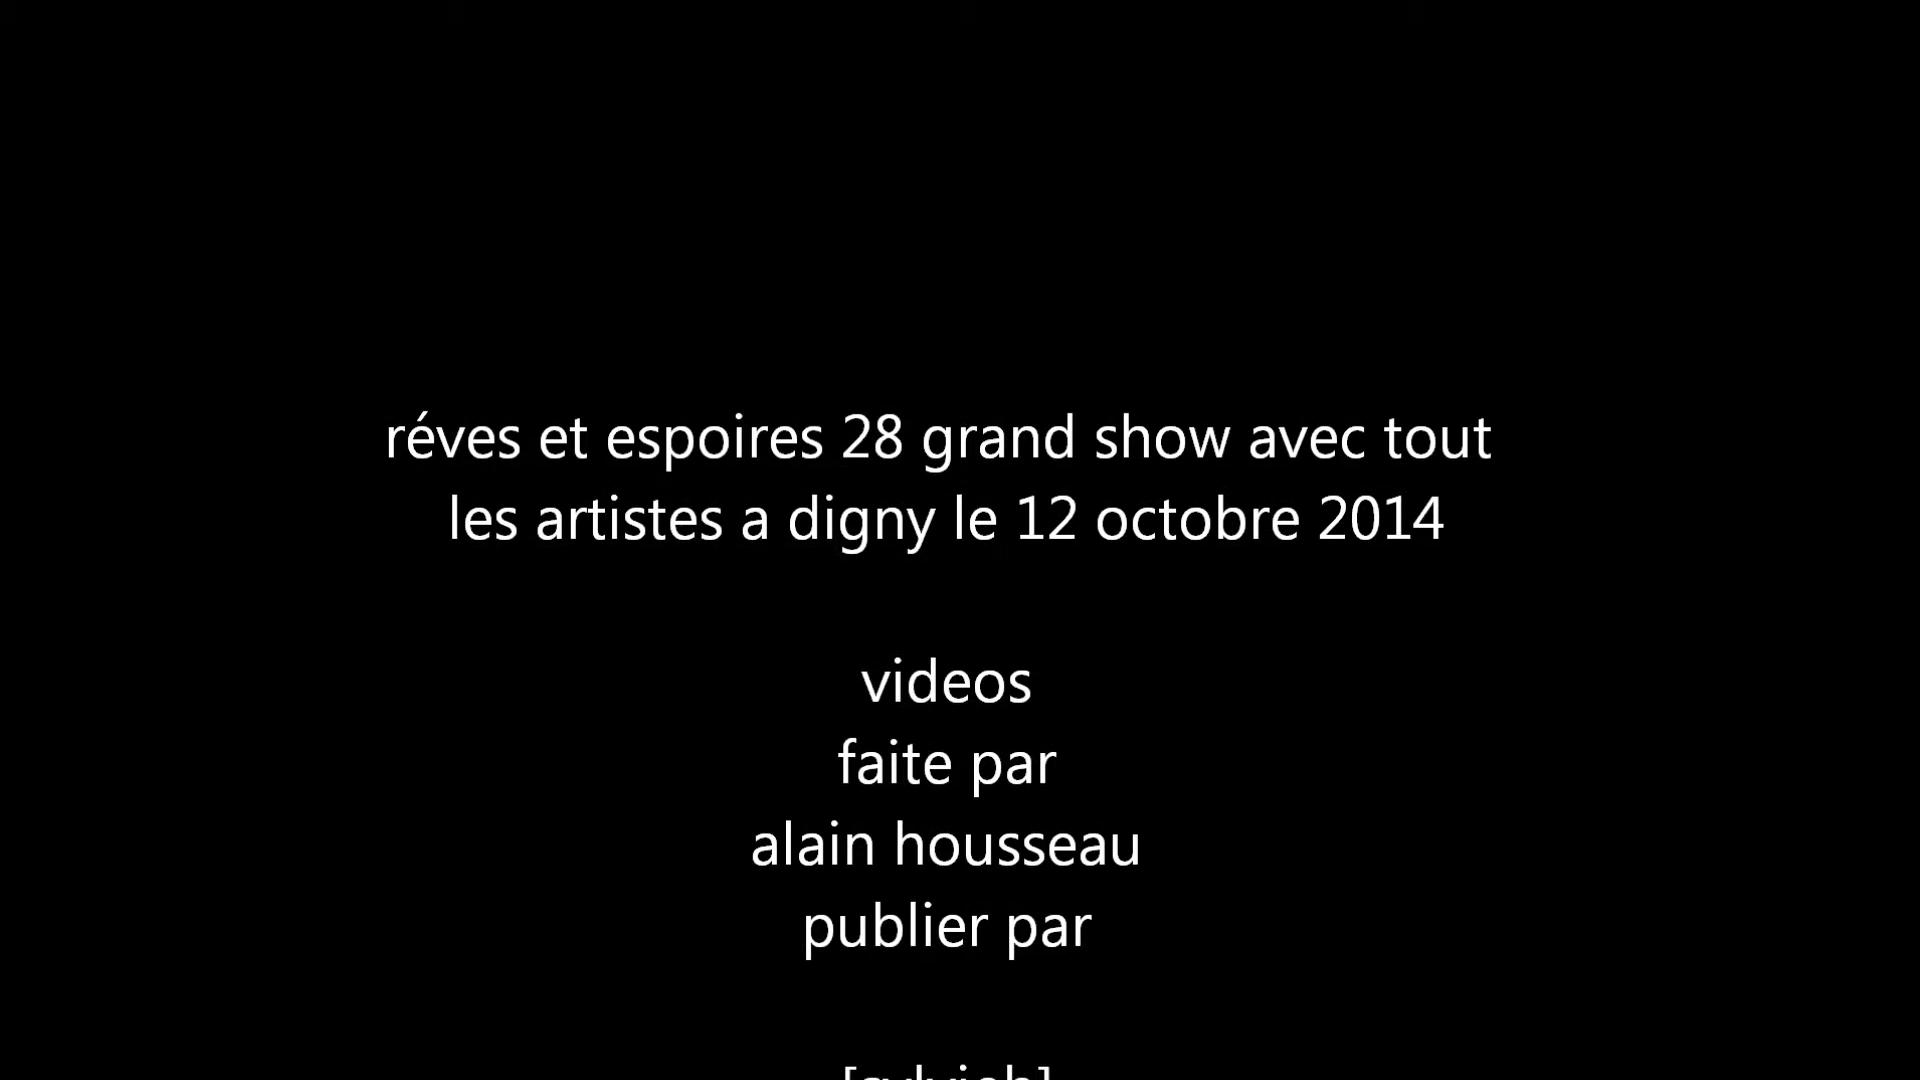 réves et espoires 28 grand show avec tout
les artistes a digny le 12 octobre 2014
videos
faite par
alain housseau
publier par